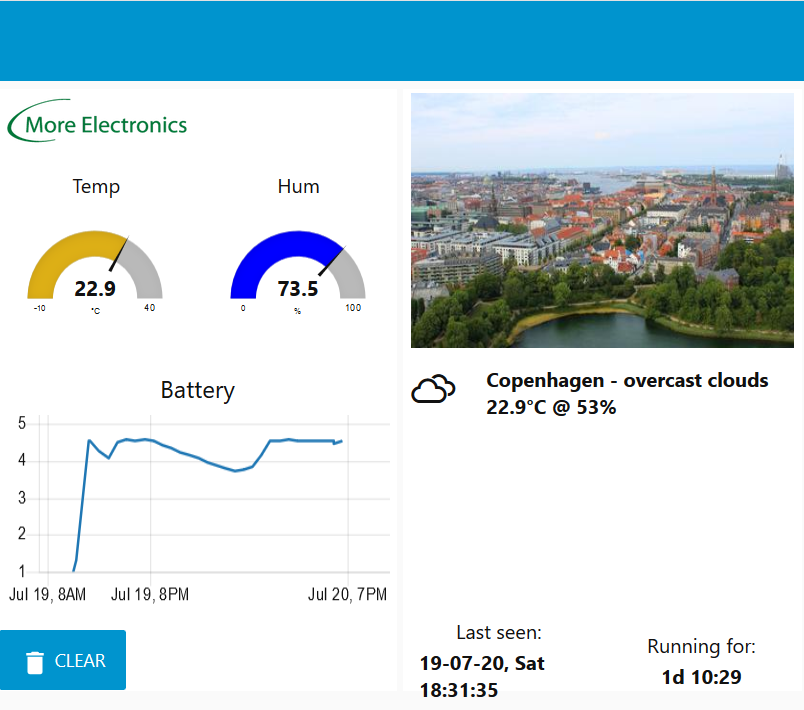 More Electronics
Temp
Hum
22.9
-10
°C
40
73.5
0
%
100
Battery
5
4
3
2
1
Jul 19, 8AM
Jul 19, 8PM
Jul 20, 7PM
CLEAR
Copenhagen - overcast clouds
22.9°C @ 53%
Last seen:
19-07-20, Sat
18:31:35
Running for:
1d 10:29